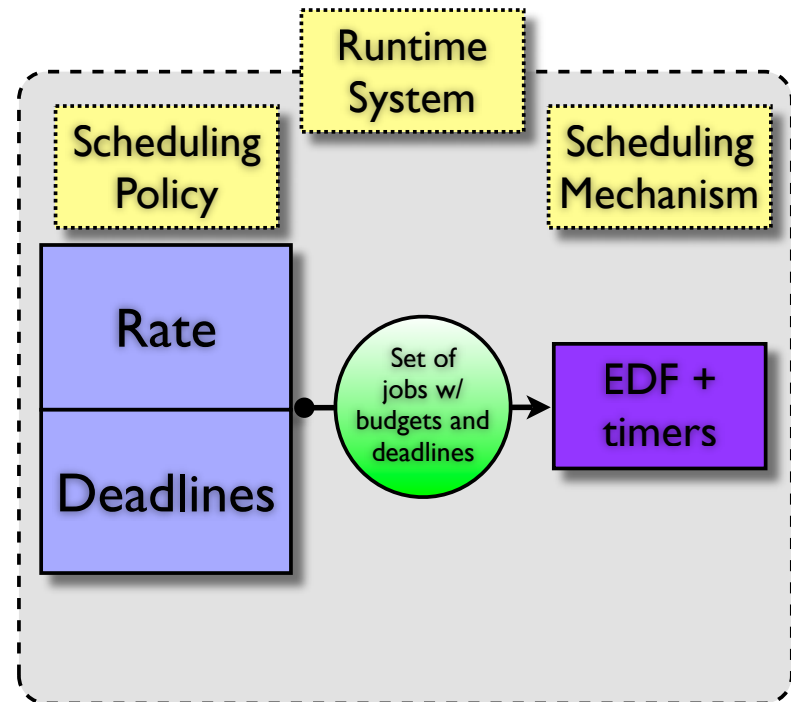 Runtime
System
Scheduling
Policy
Scheduling
Mechanism
Rate
Deadlines
Set of
jobs w/
budgets and
deadlines
EDF +
timers